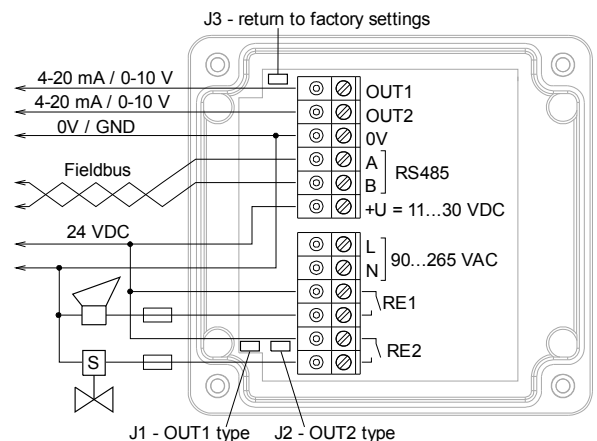 J3 - return to factory settings
4-20 mA / 0-10 V
OUT1
4-20 mA / 0-10 V
OUT2
0V / GND
0V
Fieldbus
A
B
RS485
+U = 11...30 VDC
24 VDC
L
N
90...265 VAC
RE1
RE2
S
J1 - OUT1 type
J2 - OUT2 type